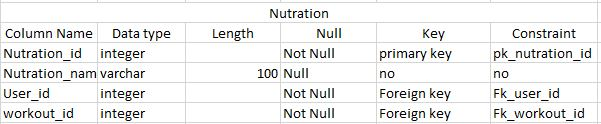 Nutration
Column Name Data type Length Null Key Constraint
Nutration_id integer Not Null primary key pk_nutration_id
Nutration_nam varchar 100 Null no no
User_id integer Not Null Foreign key Fk_user_id
workout_id integer Not Null Foreign key Fk_workout_id